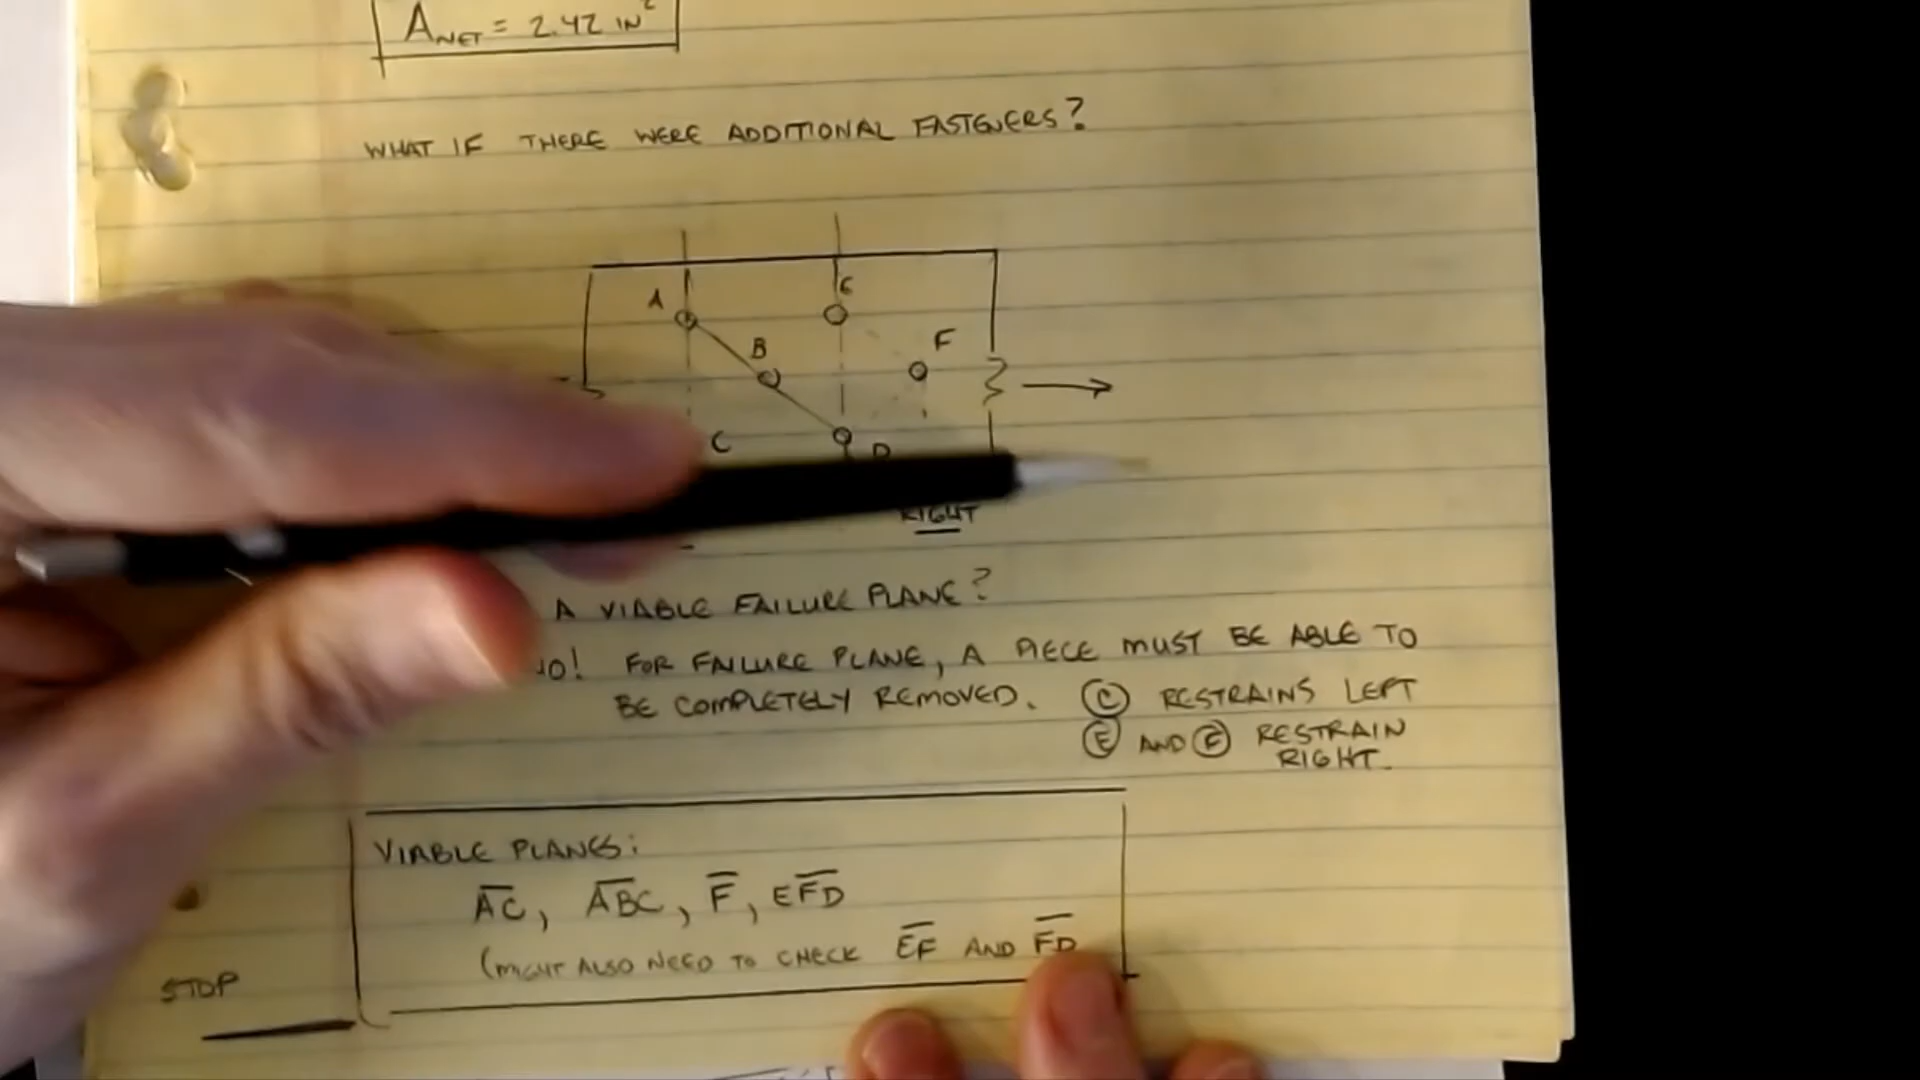 ANET = 2.42 IN²
WHAT IF THERE WERE ADDITIONAL FASTENERS?
A
E
B
F
C
D
RIGHT
A VIABLE FAILURE PLANE?
NO! FOR FAILURE PLANE, A PIECE MUST BE ABLE TO
BE COMPLETELY REMOVED. C RESTRAINS LEFT
E AND F RESTRAIN
RIGHT.
VIABLE PLANES:
AC, ABC, F, EFD
(MIGHT ALSO NEED TO CHECK EF AND FD
STOP